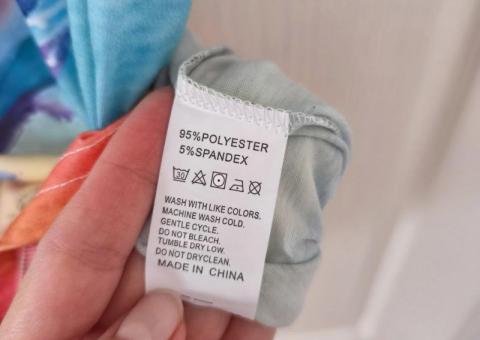 95%POLYESTER
5%SPANDEX
30
WASH WITH LIKE COLORS.
MACHINE WASH COLD.
GENTLE CYCLE.
DO NOT BLEACH.
TUMBLE DRY LOW.
DO NOT DRYCLEAN.
MADE IN CHINA